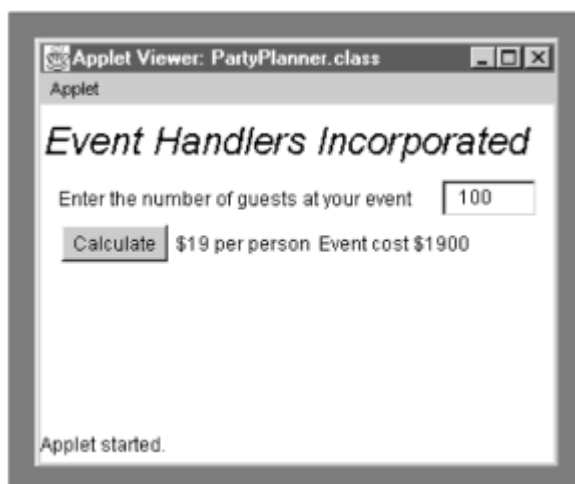 Applet Viewer: PartyPlanner.class
Applet
Event Handlers Incorporated
Enter the number of guests at your event 100
Calculate $19 per person Event cost $1900
Applet started.